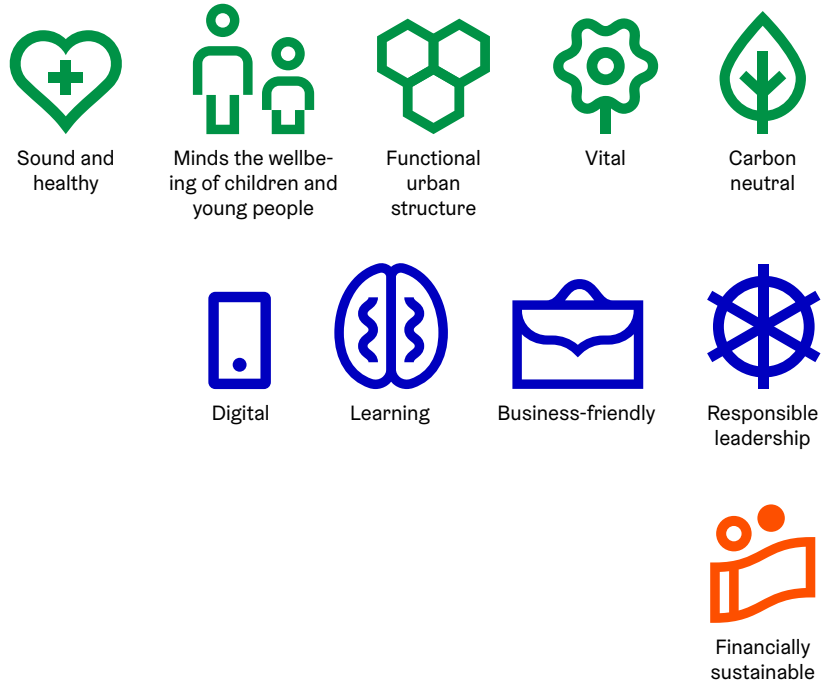 Sound and
healthy
Minds the wellbe-
ing of children and
young people
Functional
urban
structure
Vital
Carbon
neutral
Digital
Learning
Business-friendly
Responsible
leadership
Financially
sustainable